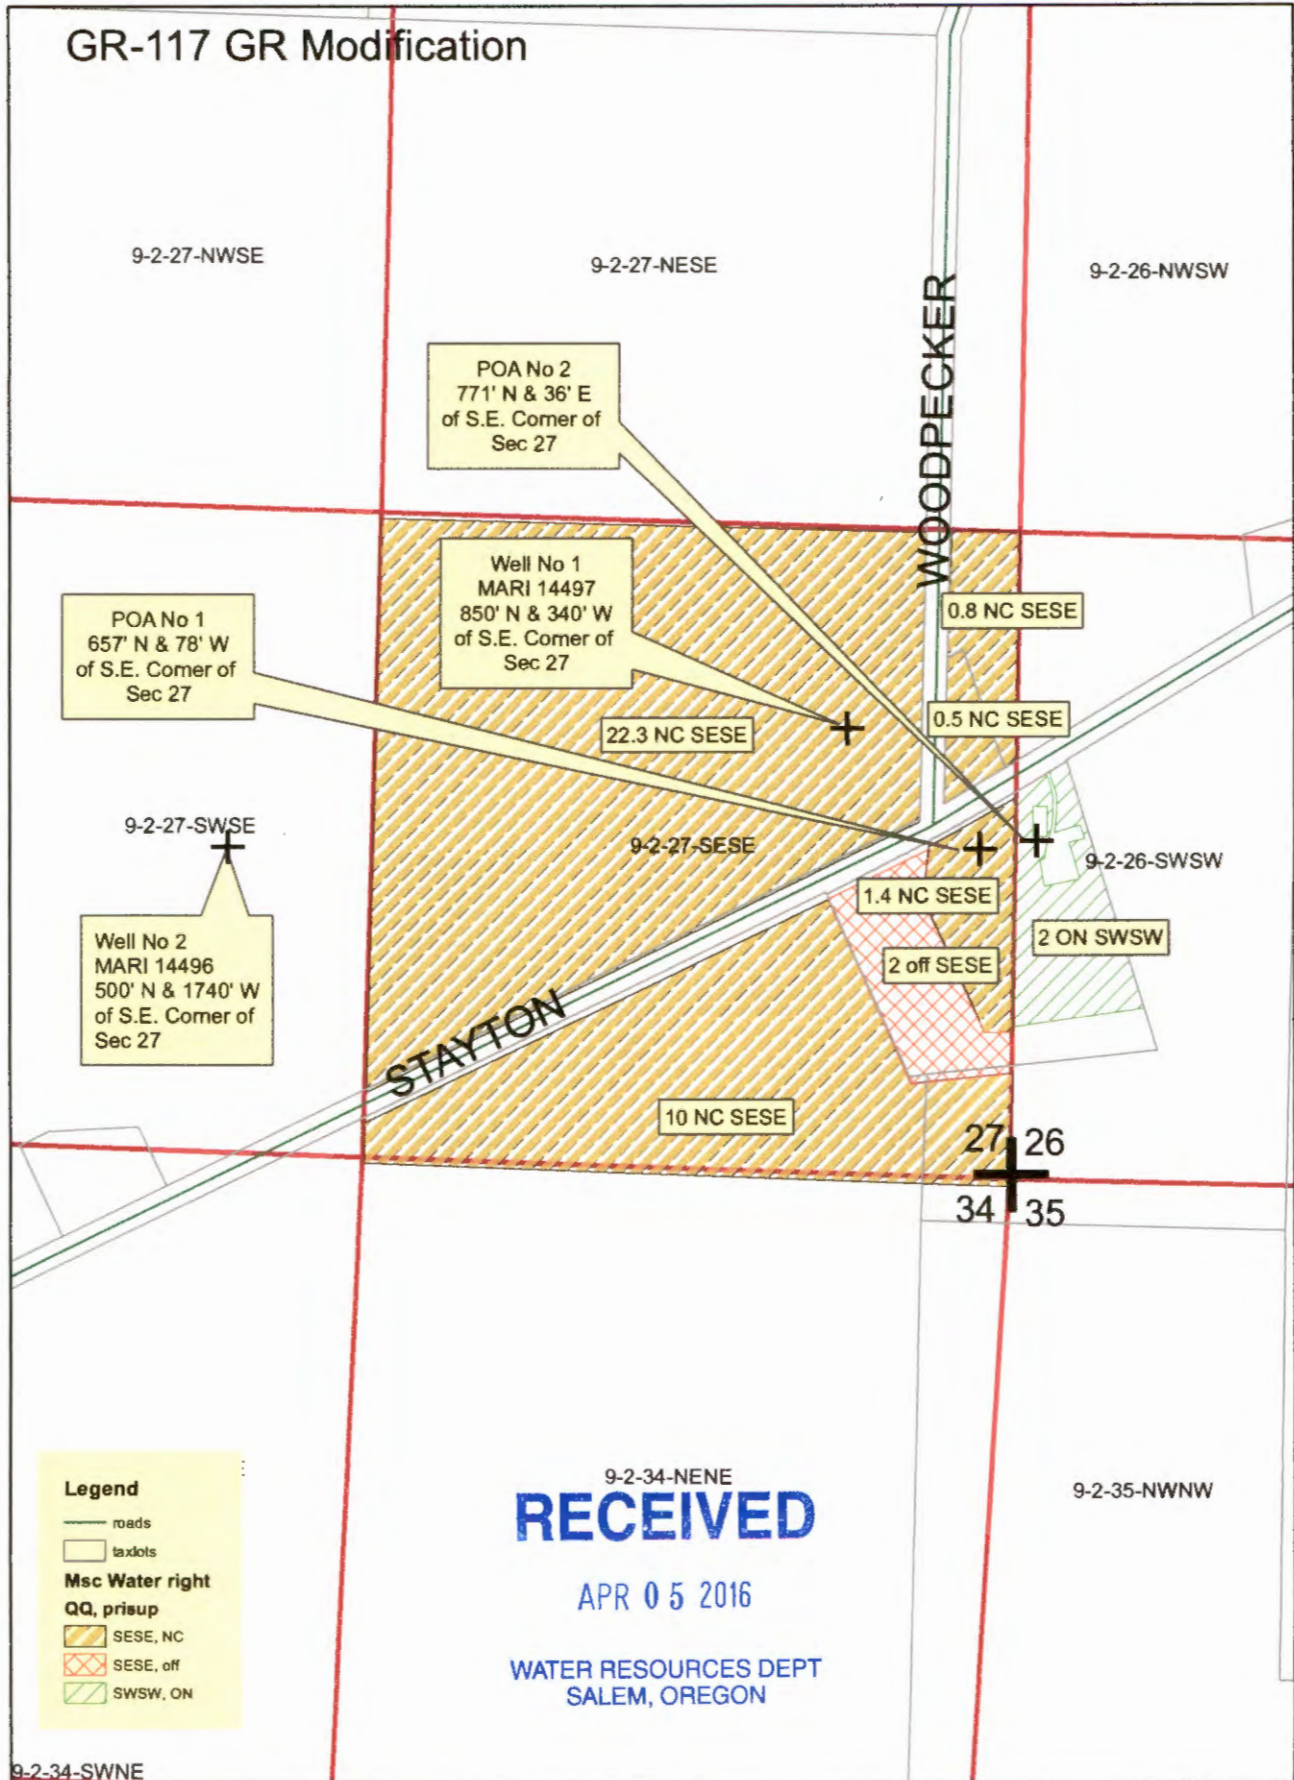 GR-117 GR Modification
9-2-27-NWSE
9-2-27-NESE
9-2-26-NWSW
WOODPECKER
POA No 2
771' N & 36' E
of S.E. Corner of
Sec 27
Well No 1
MARI 14497
850' N & 340' W
of S.E. Corner of
Sec 27
POA No 1
657' N & 78' W
of S.E. Corner of
Sec 27
0.8 NC SESE
0.5 NC SESE
22.3 NC SESE
9-2-27-SWSE
9-2-27-SESE
9-2-26-SWSW
1.4 NC SESE
2 ON SWSW
2 off SESE
Well No 2
MARI 14496
500' N & 1740' W
of S.E. Corner of
Sec 27
STAYTON
10 NC SESE
27 26
34 35
Legend
roads
taxlots
Msc Water right
QQ, prisup
SESE, NC
SESE, off
SWSW, ON
9-2-34-NENE
9-2-35-NWNW
RECEIVED
APR 05 2016
WATER RESOURCES DEPT
SALEM, OREGON
9-2-34-SWNE